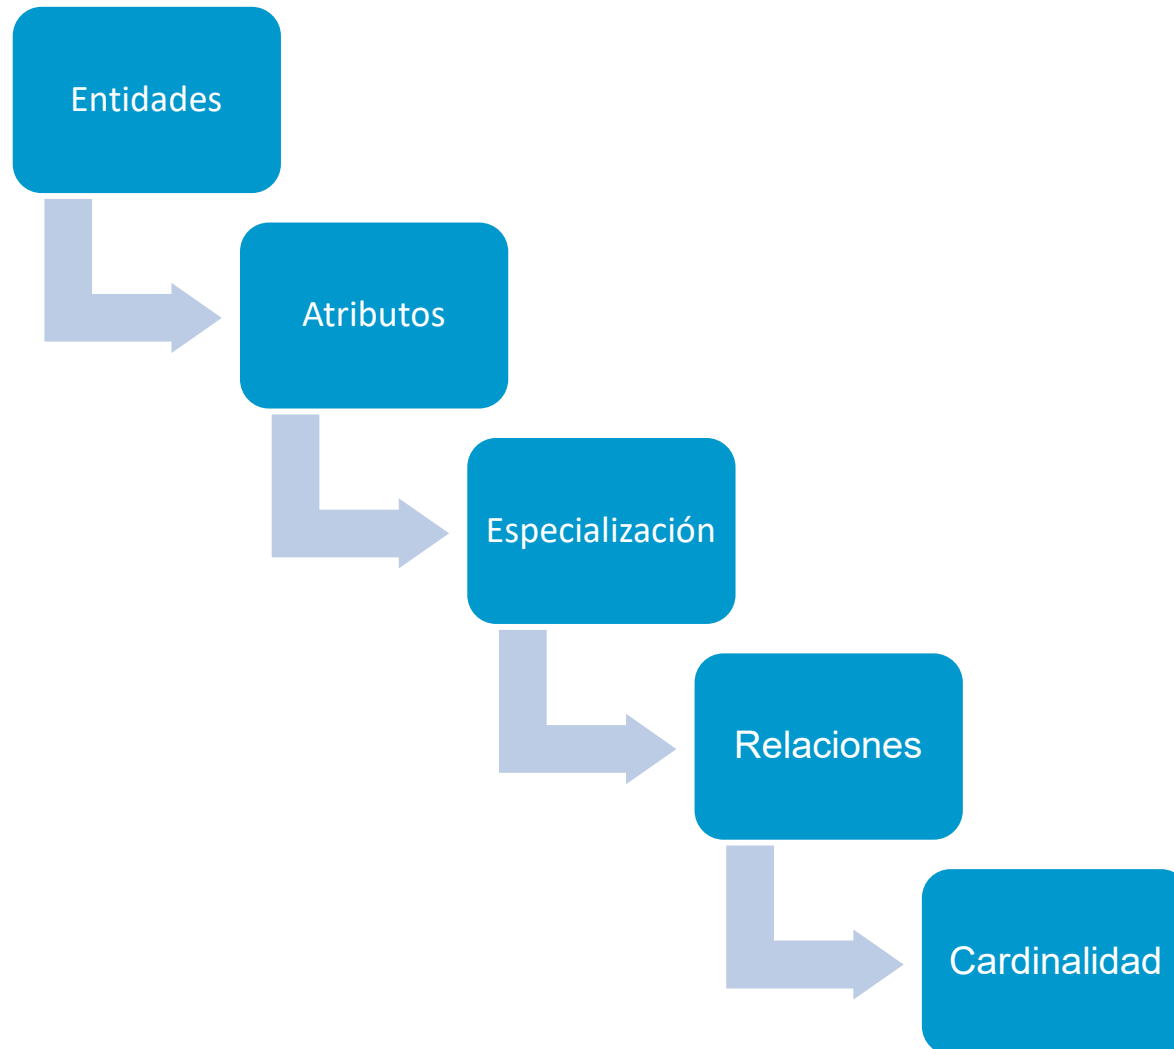 Entidades
Atributos
Especialización
Relaciones
Cardinalidad